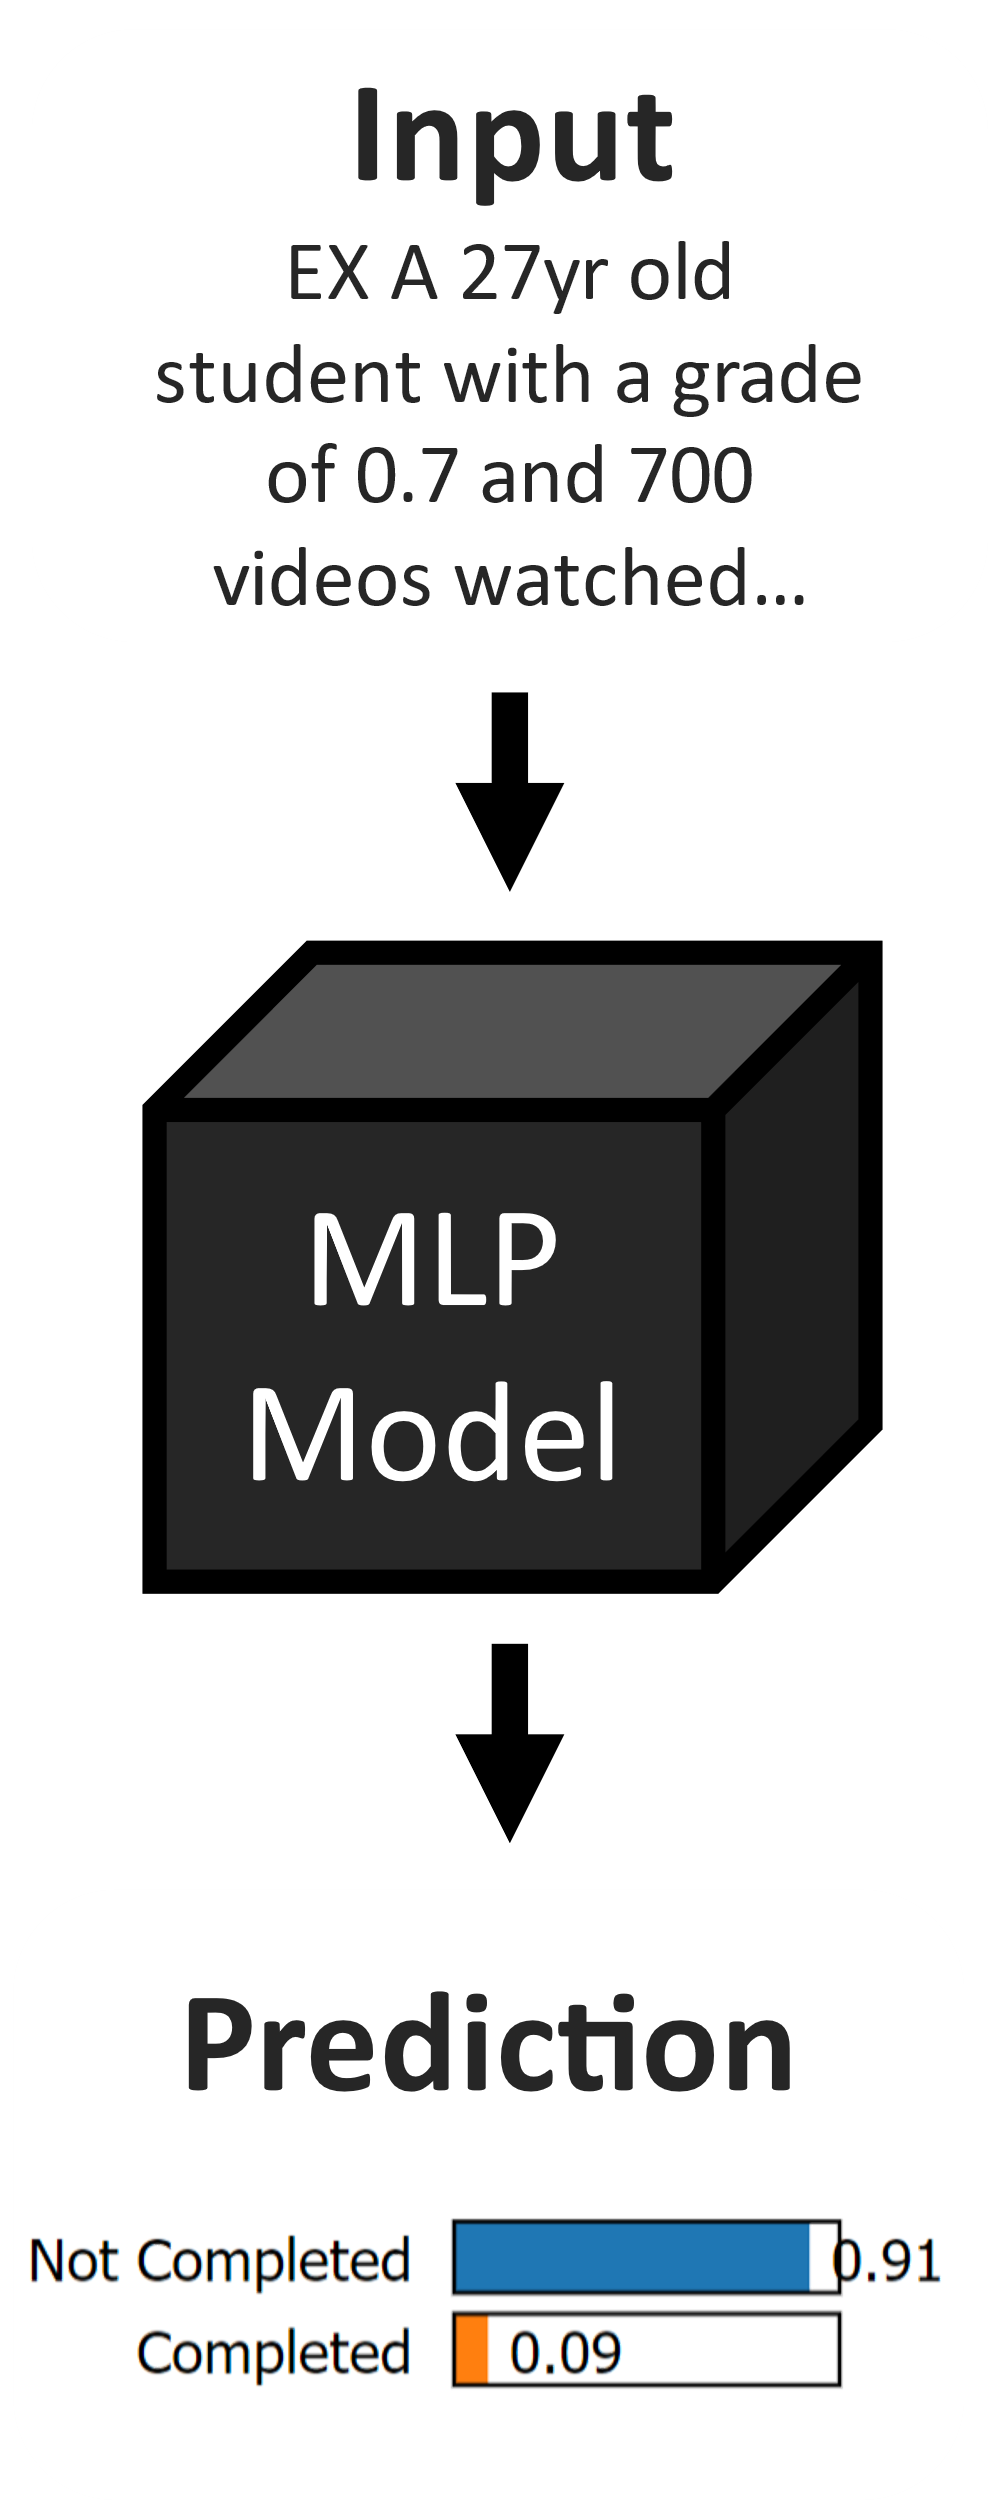 Input
EX A 27yr old
student with a grade
of 0.7 and 700
videos watched...
MLP
Model
Prediction
Not Completed 0.91
Completed 0.09